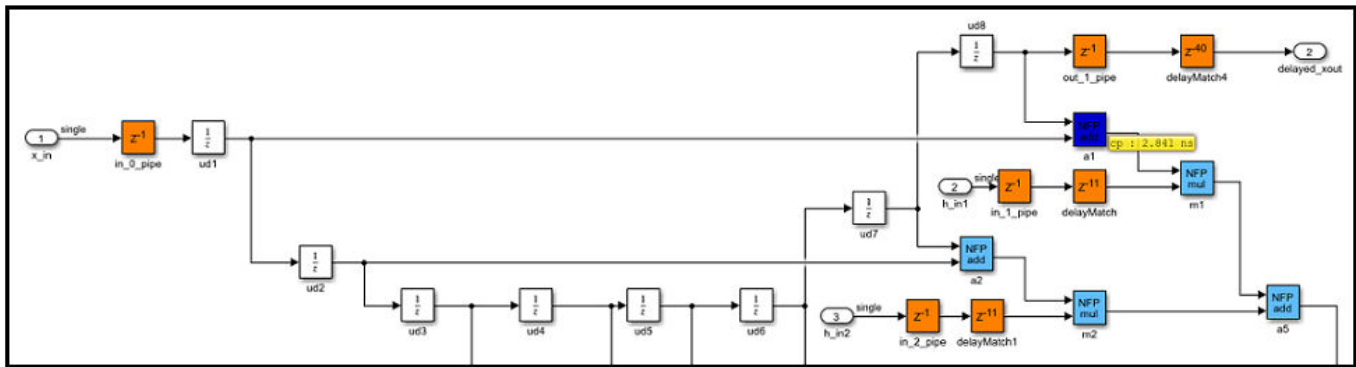 ud8
1/z
z-1
out_1_pipe
z-40
delayMatch4
2
delayed_xout
1
x_in
single
z-1
in_0_pipe
1/z
ud1
NFP
add
a1
cp : 2.841 ns
2
h_in1
single
z-1
in_1_pipe
z-11
delayMatch
NFP
mul
m1
1/z
ud7
1/z
ud2
NFP
add
a2
1/z
ud3
1/z
ud4
1/z
ud5
1/z
ud6
3
h_in2
single
z-1
in_2_pipe
z-11
delayMatch1
NFP
mul
m2
NFP
add
a5